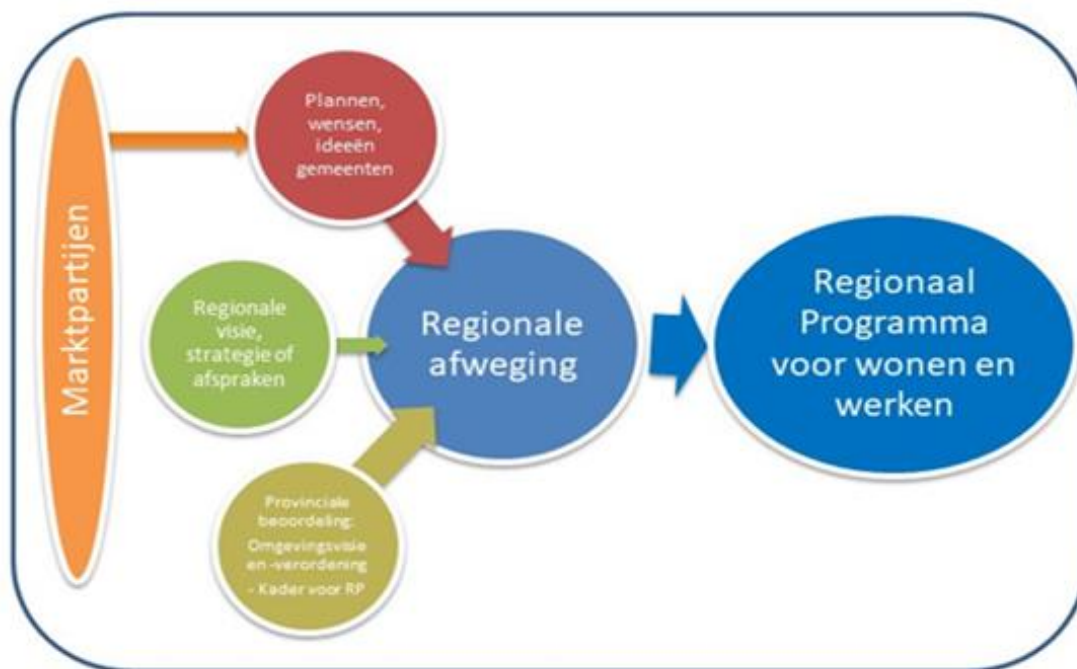 Marktpartijen
Plannen,
wensen,
ideeën
gemeenten
Regionale
visie,
strategie of
afspraken
Provinciale
beoordeling:
Omgevingsvisie
en -verordening
- Kader voor RP
Regionale
afweging
Regionaal
Programma
voor wonen en
werken